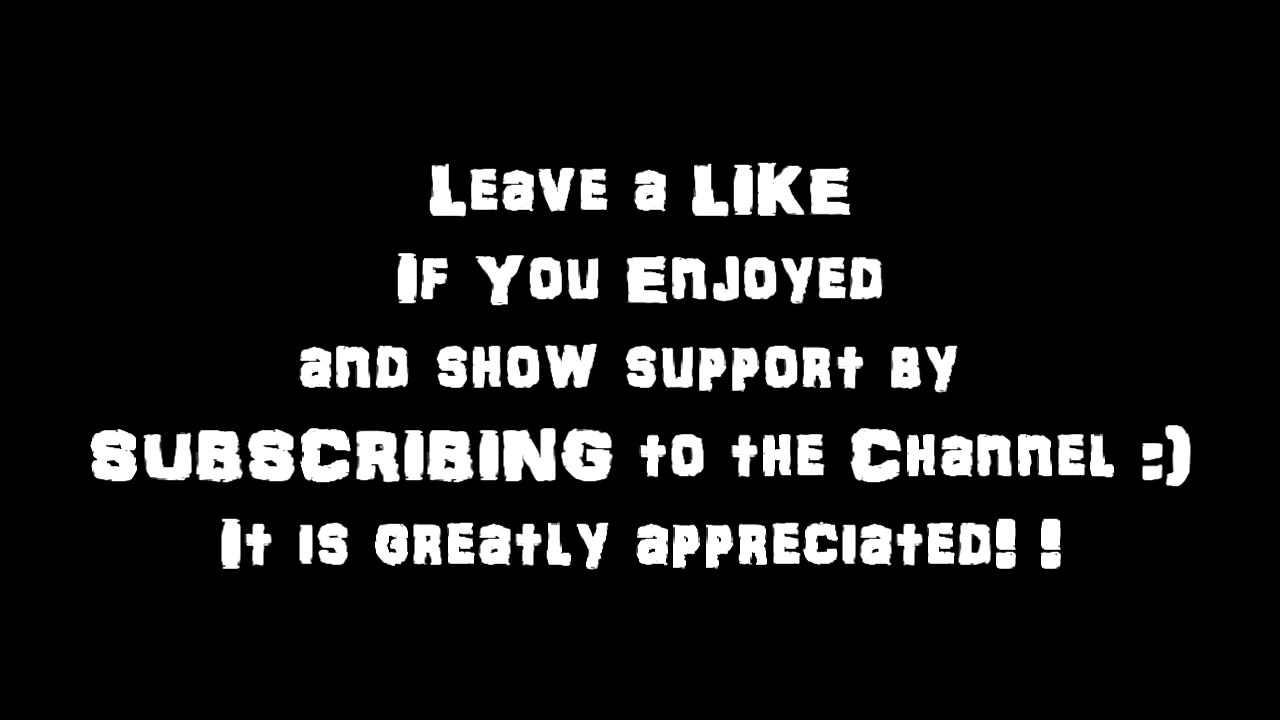 Leave a LIKE
If You Enjoyed
and show support by
SUBSCRIBING to the Channel :)
It is greatly appreciated! !